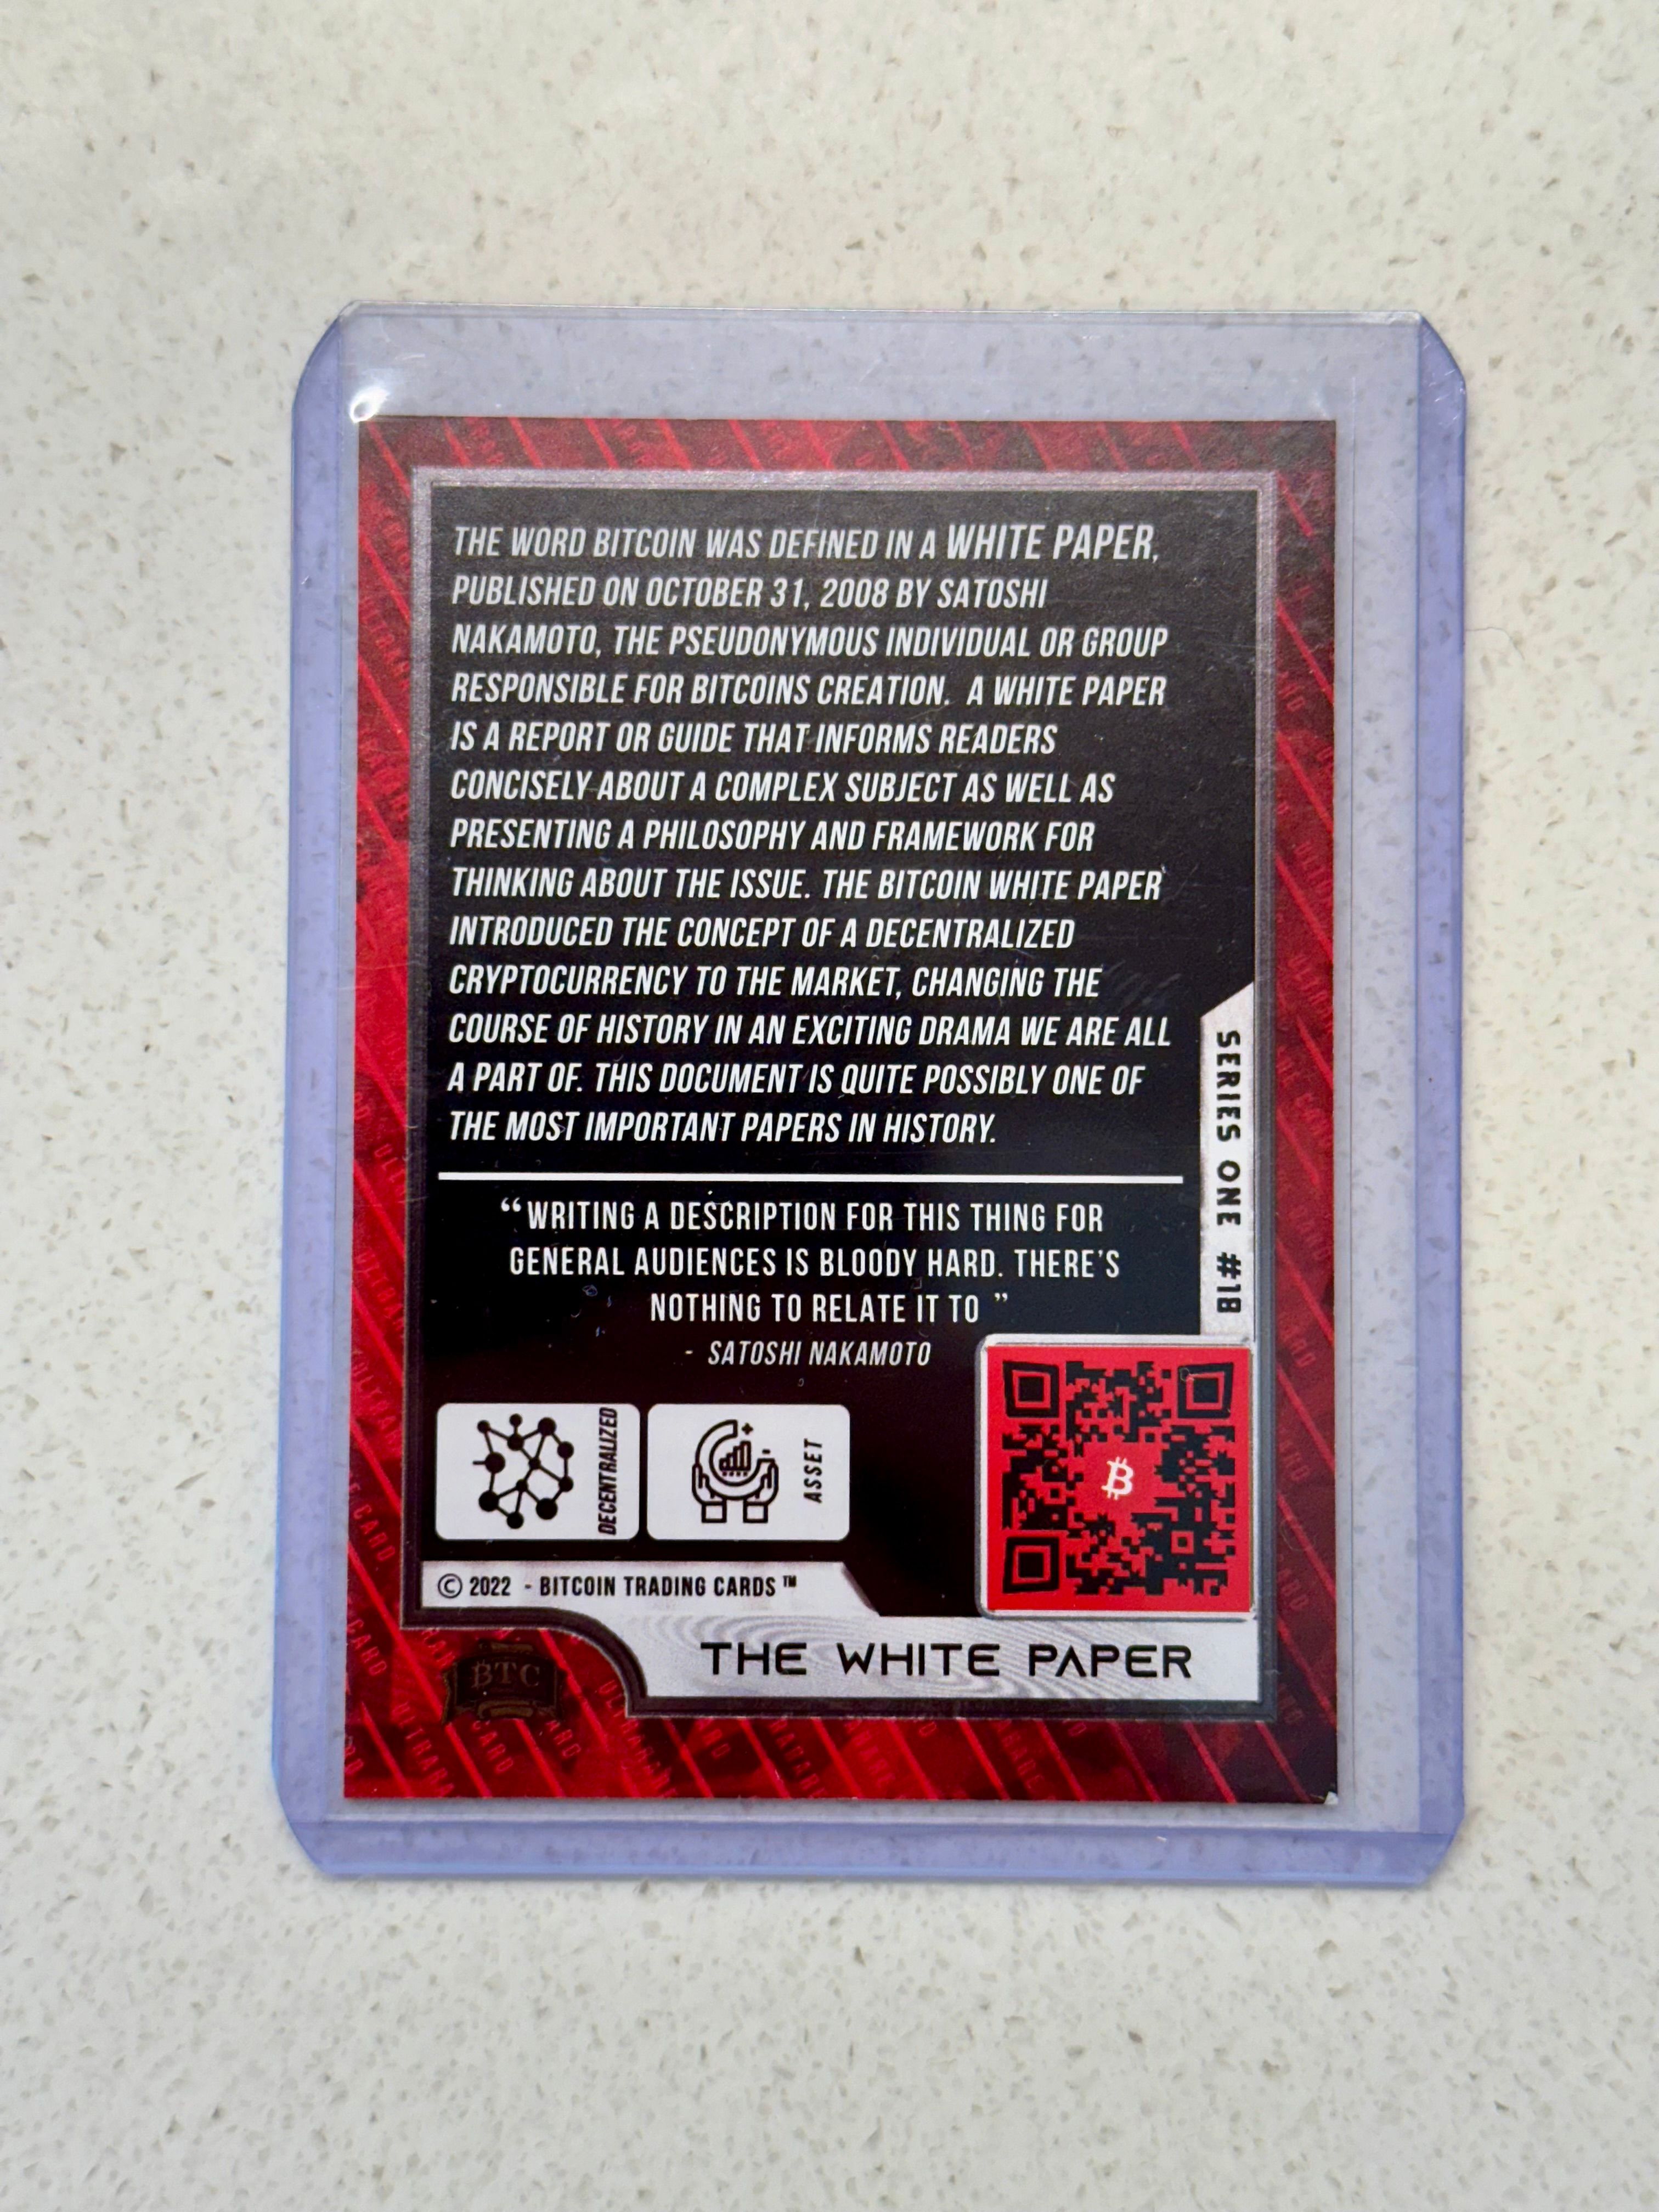 THE WORD BITCOIN WAS DEFINED IN A WHITE PAPER,
PUBLISHED ON OCTOBER 31, 2008 BY SATOSHI
NAKAMOTO, THE PSEUDONYMOUS INDIVIDUAL OR GROUP
RESPONSIBLE FOR BITCOINS CREATION. A WHITE PAPER
IS A REPORT OR GUIDE THAT INFORMS READERS
CONCISELY ABOUT A COMPLEX SUBJECT AS WELL AS
PRESENTING A PHILOSOPHY AND FRAMEWORK FOR
THINKING ABOUT THE ISSUE. THE BITCOIN WHITE PAPER
INTRODUCED THE CONCEPT OF A DECENTRALIZED
CRYPTOCURRENCY TO THE MARKET, CHANGING THE
COURSE OF HISTORY IN AN EXCITING DRAMA WE ARE ALL
A PART OF. THIS DOCUMENT IS QUITE POSSIBLY ONE OF
THE MOST IMPORTANT PAPERS IN HISTORY.
SERIES ONE #18
“WRITING A DESCRIPTION FOR THIS THING FOR
GENERAL AUDIENCES IS BLOODY HARD. THERE'S
NOTHING TO RELATE IT TO ”
- SATOSHI NAKAMOTO
DECENTRALIZED
ASSET
© 2022 - BITCOIN TRADING CARDS™
THE WHITE PAPER
BTC